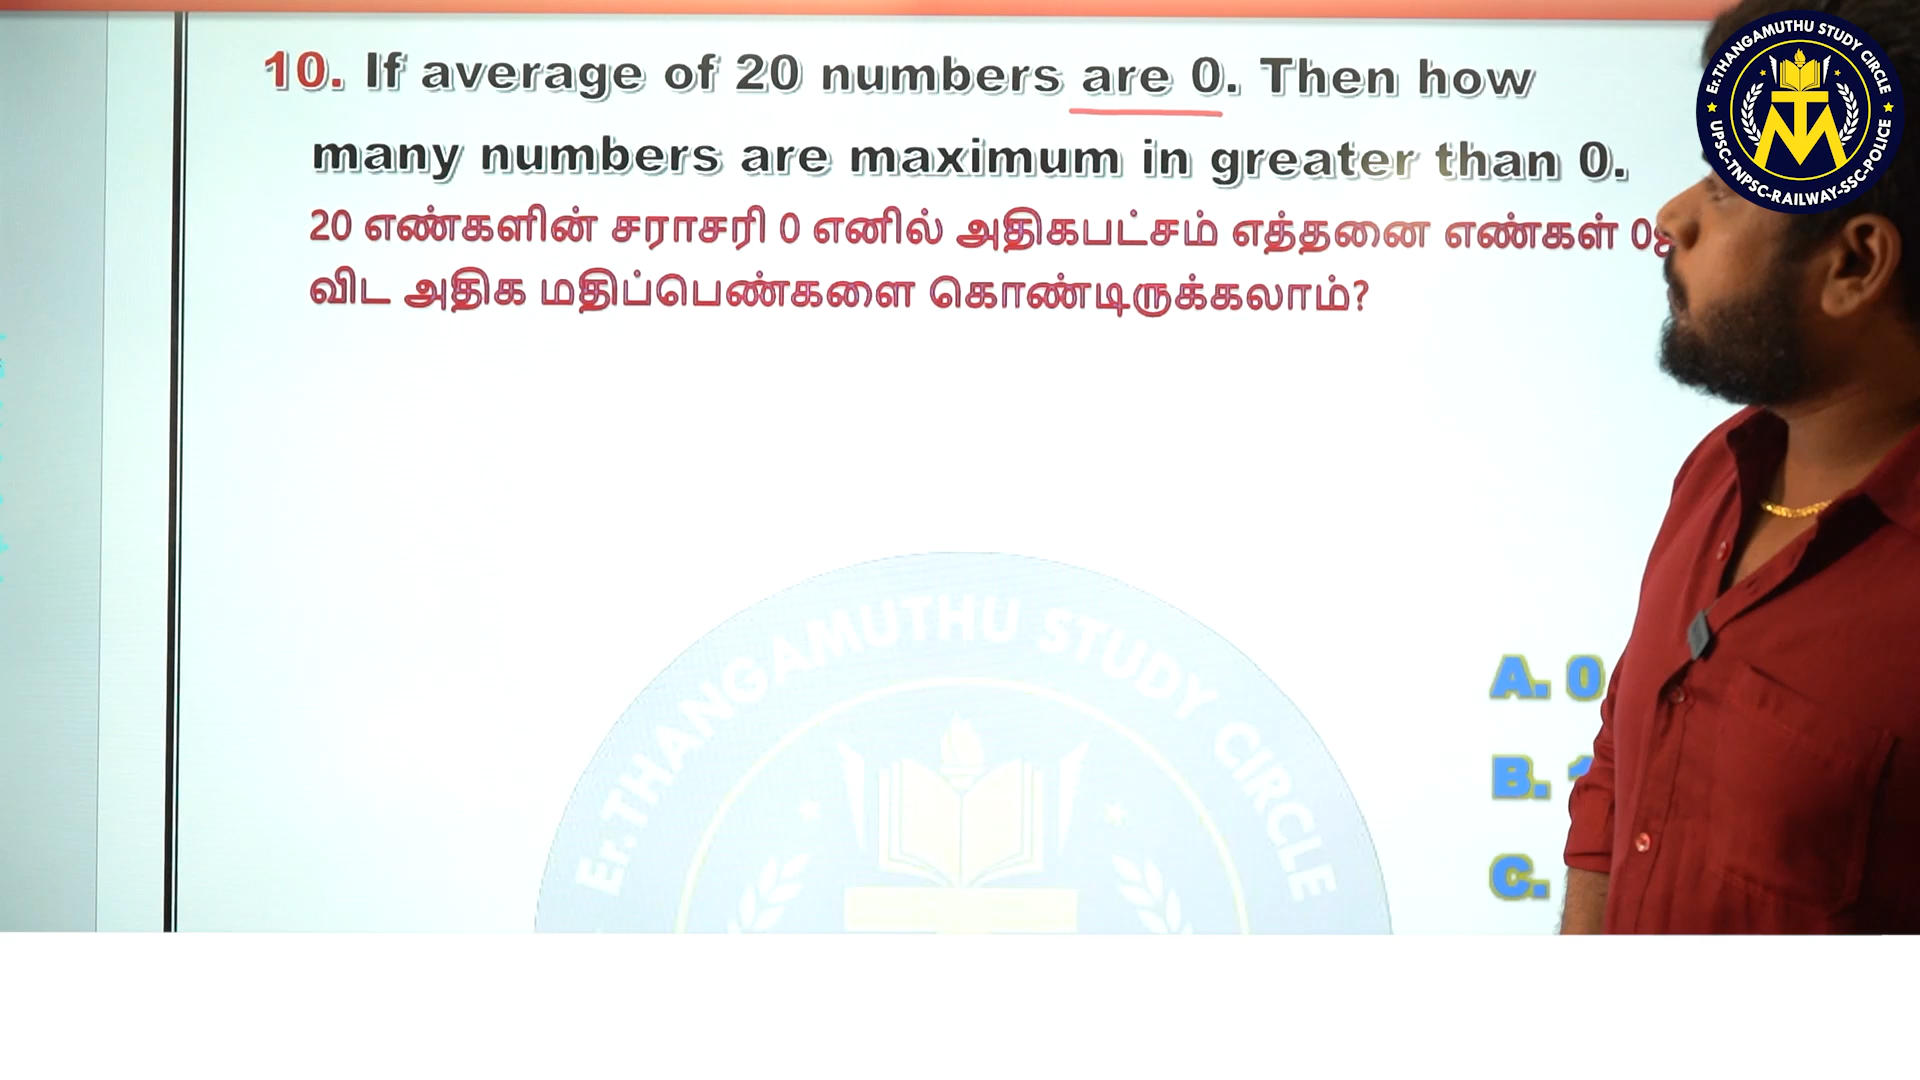 10. If average of 20 numbers are 0. Then how
many numbers are maximum in greater than 0.
20 எண்களின் சராசரி 0 எனில் அதிகபட்சம் எத்தனை எண்கள்
விட அதிக மதிப்பெண்களை கொண்டிருக்கலாம்?
A. 0
B.
C.
Er.THANGAMUTHU STUDY CIRCLE
Er.THANGAMUTHU STUDY CIRCLE
UPSC-TNPSC-RAILWAY-SSC-POLICE